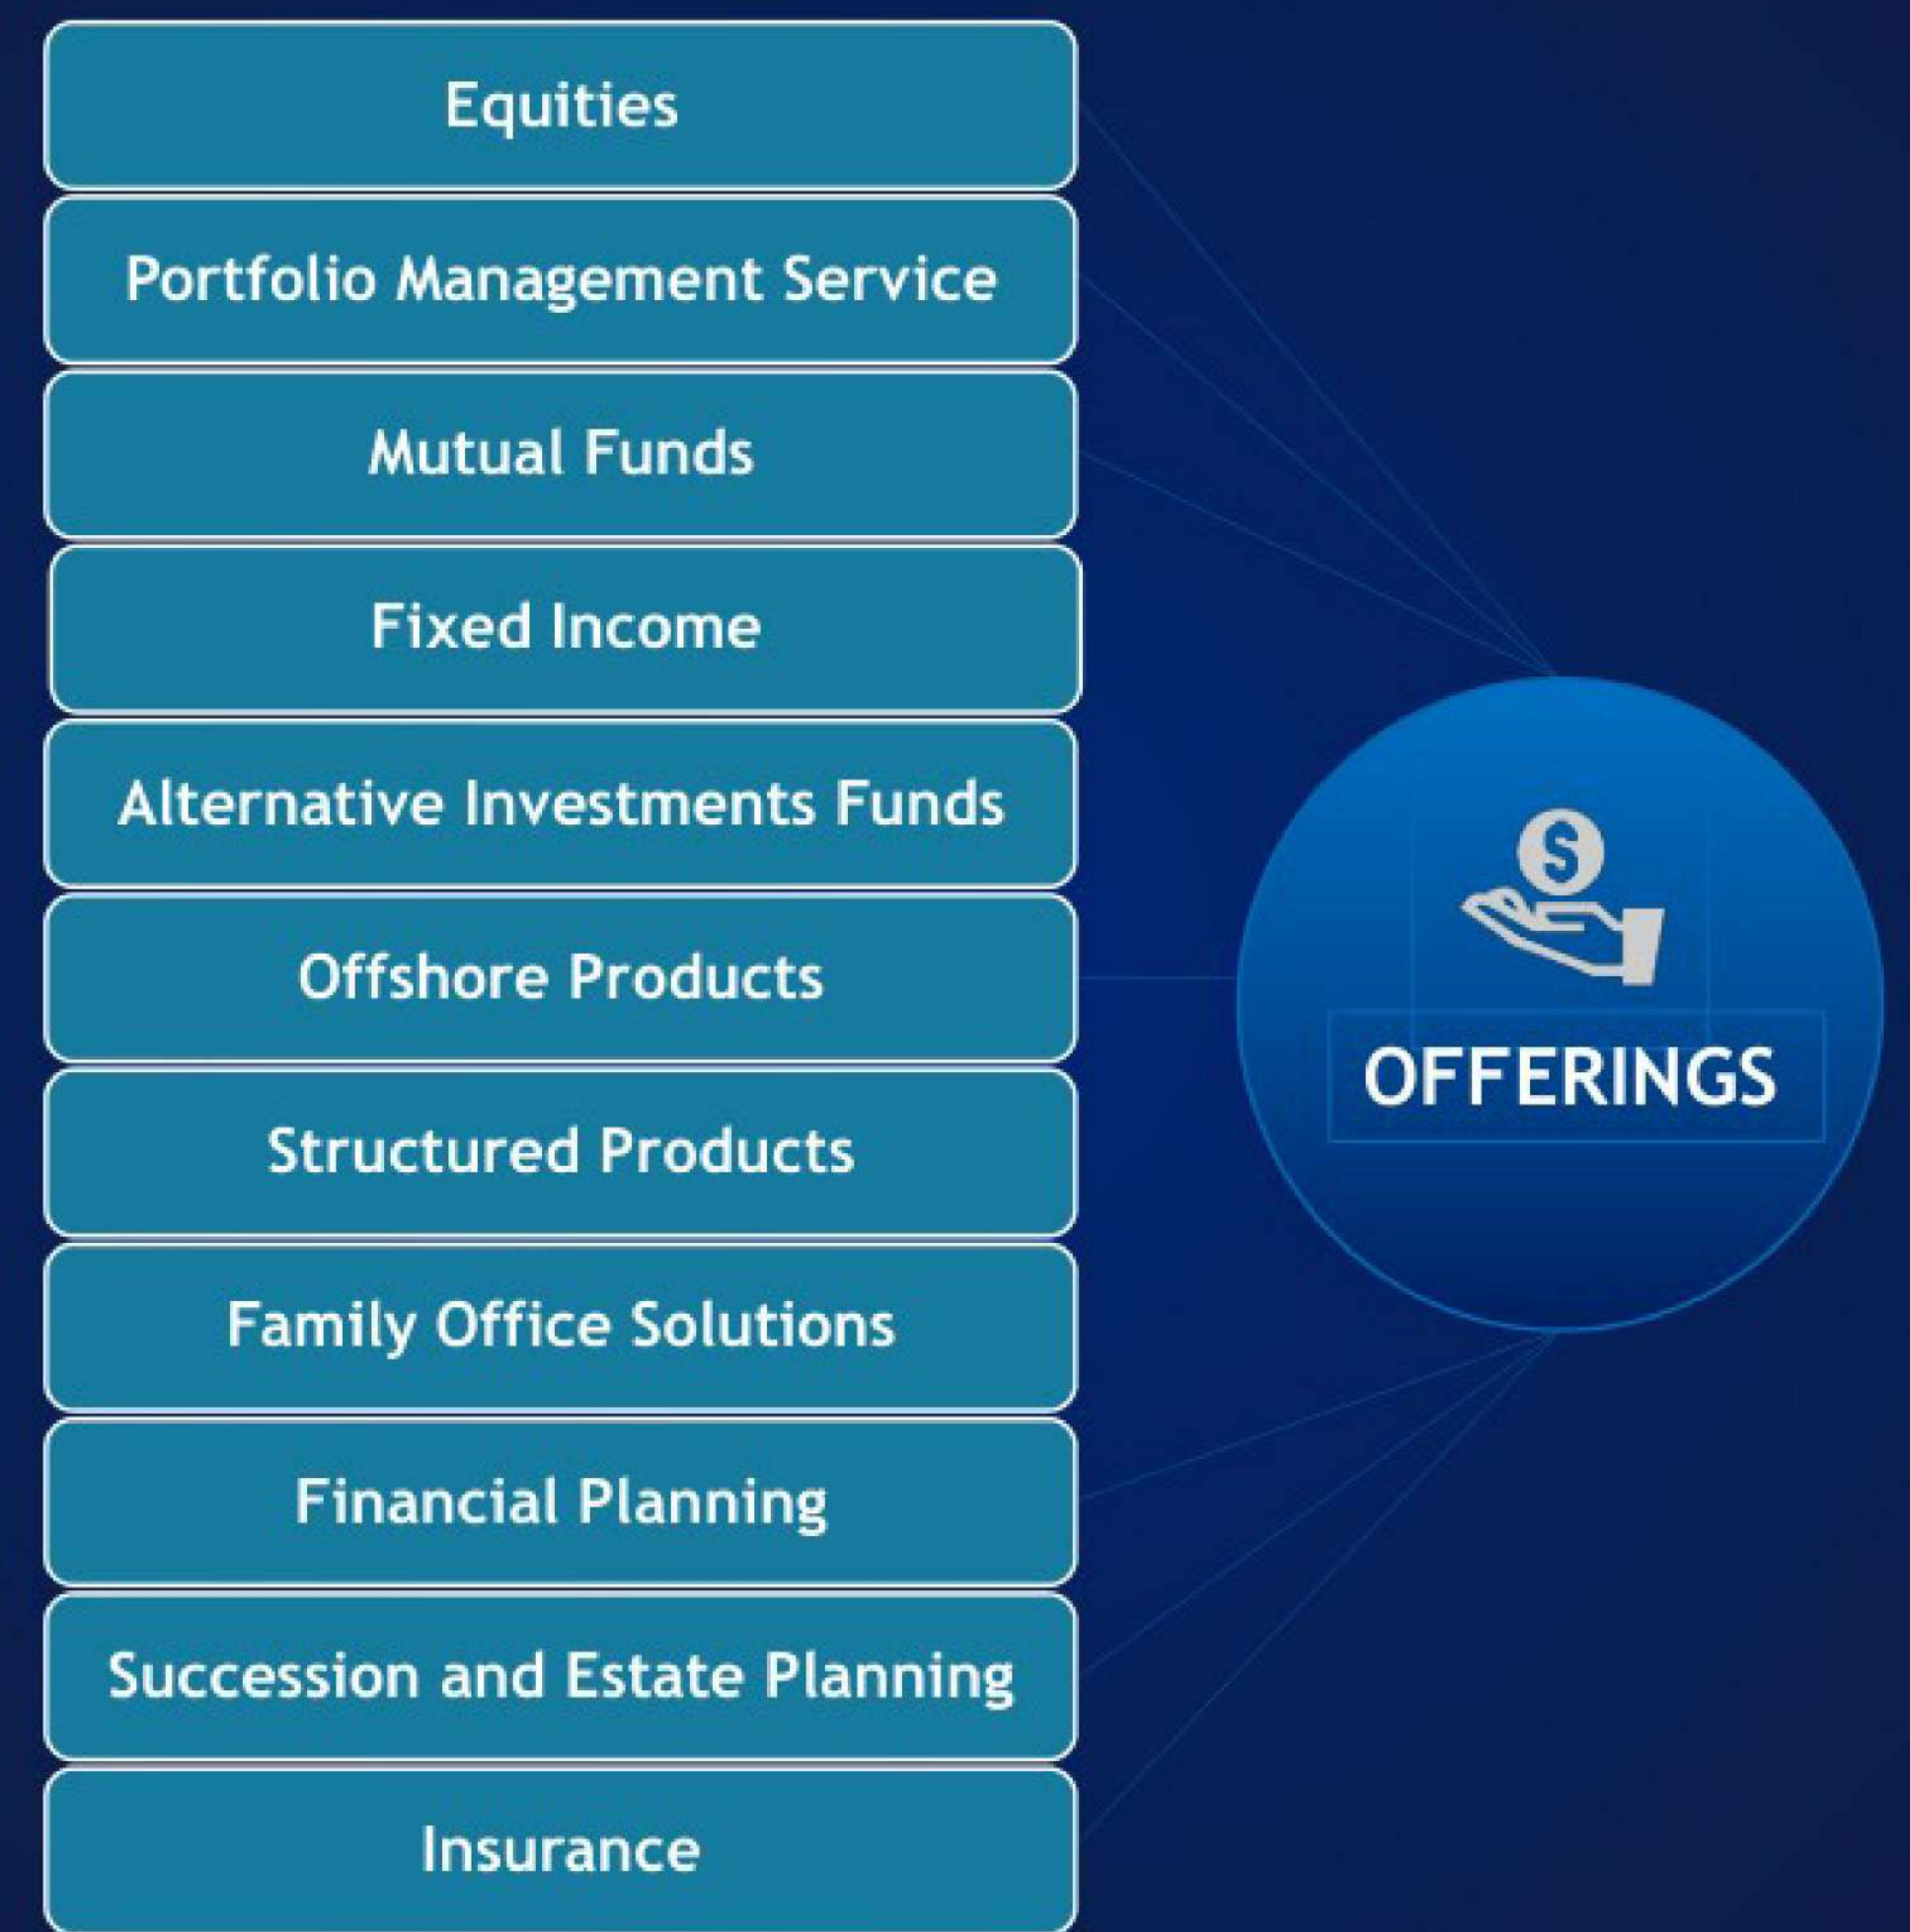 Equities
Portfolio Management Service
Mutual Funds
Fixed Income
Alternative Investments Funds
Offshore Products
Structured Products
Family Office Solutions
Financial Planning
Succession and Estate Planning
Insurance
$
OFFERINGS